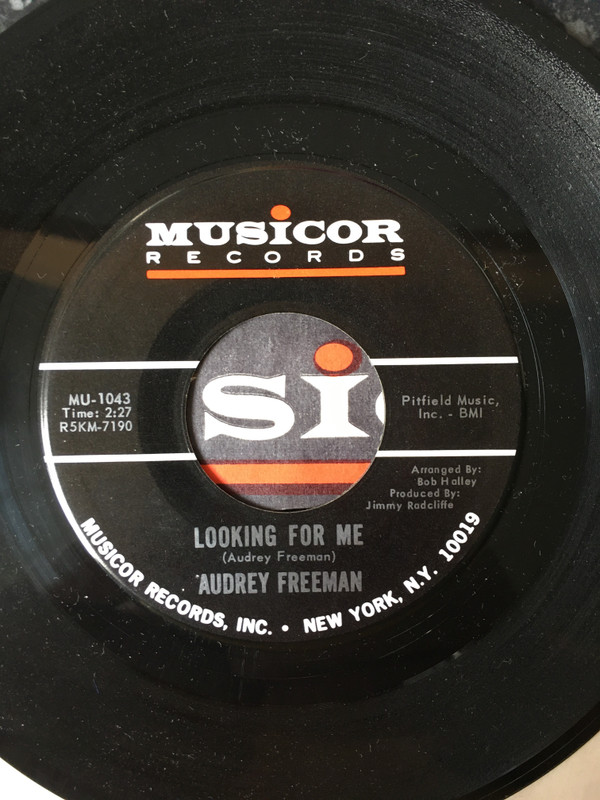 MUSICOR
RECORDS
MU-1043
Time: 2:27
R5KM-7190
Pitfield Music,
Inc. - BMI
si
Arranged By:
Bob Halley
Produced By:
Jimmy Radcliffe
LOOKING FOR ME
(Audrey Freeman)
AUDREY FREEMAN
MUSICOR RECORDS, INC. • NEW YORK, N.Y. 10019